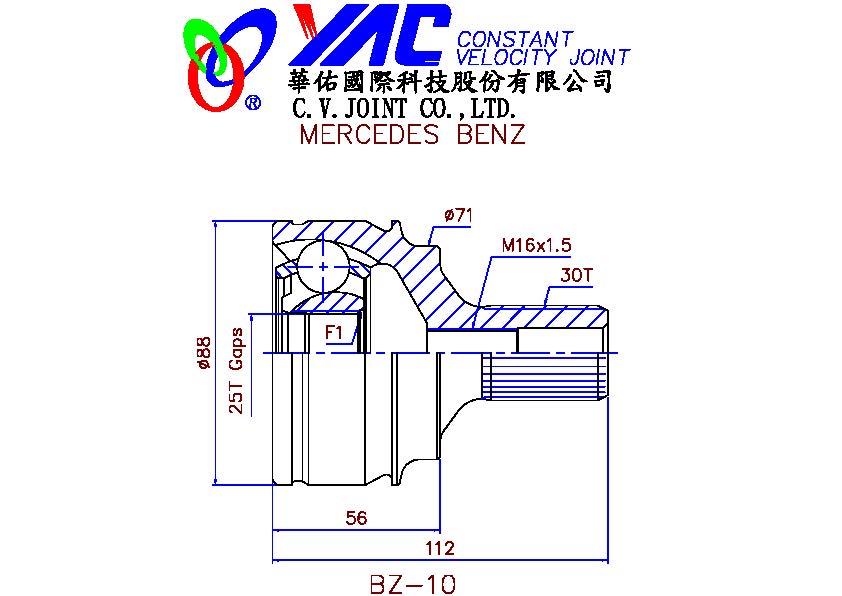 YAC CONSTANT
VELOCITY JOINT
華佑國際科技股份有限公司
®
C.V.JOINT CO.,LTD.
MERCEDES BENZ
ø71
M16x1.5
30T
F1
ø88
25T Gaps
56
112
BZ-10